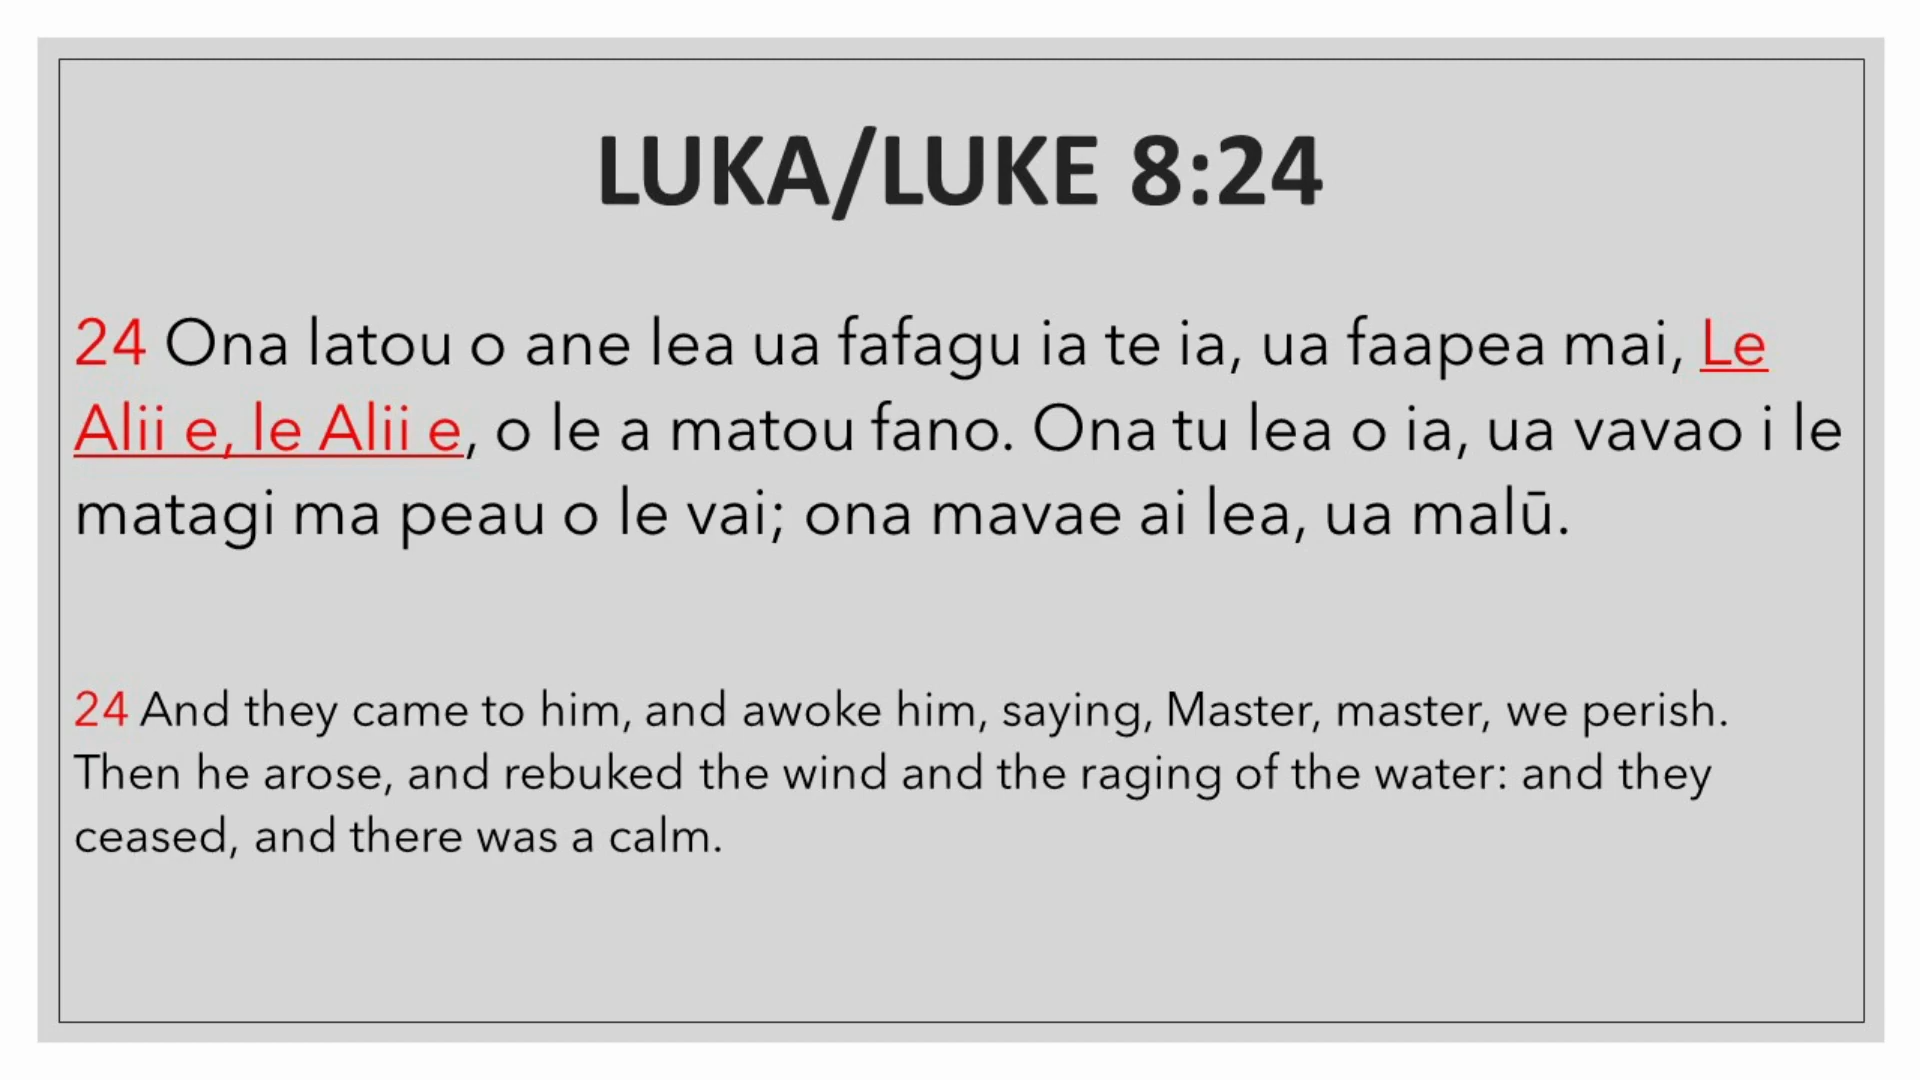 LUKA/LUKE 8:24
24 Ona latou o ane lea ua fafagu ia te ia, ua faapea mai, Le
Alii e, le Alii e, o le a matou fano. Ona tu lea o ia, ua vavao i le
matagi ma peau o le vai; ona mavae ai lea, ua malū.
24 And they came to him, and awoke him, saying, Master, master, we perish.
Then he arose, and rebuked the wind and the raging of the water: and they
ceased, and there was a calm.